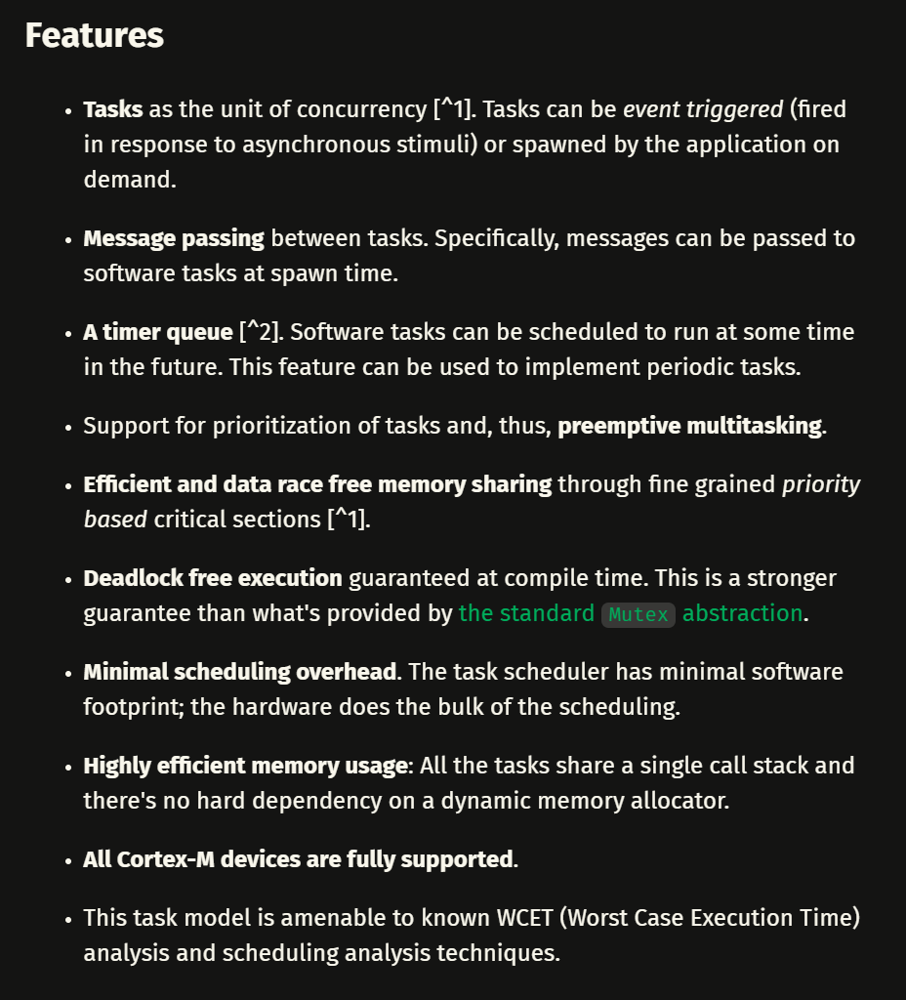 Features
• Tasks as the unit of concurrency [^1]. Tasks can be event triggered (fired
in response to asynchronous stimuli) or spawned by the application on
demand.
• Message passing between tasks. Specifically, messages can be passed to
software tasks at spawn time.
• A timer queue [^2]. Software tasks can be scheduled to run at some time
in the future. This feature can be used to implement periodic tasks.
• Support for prioritization of tasks and, thus, preemptive multitasking.
• Efficient and data race free memory sharing through fine grained priority
based critical sections [^1].
• Deadlock free execution guaranteed at compile time. This is a stronger
guarantee than what's provided by the standard Mutex abstraction.
• Minimal scheduling overhead. The task scheduler has minimal software
footprint; the hardware does the bulk of the scheduling.
• Highly efficient memory usage: All the tasks share a single call stack and
there's no hard dependency on a dynamic memory allocator.
• All Cortex-M devices are fully supported.
• This task model is amenable to known WCET (Worst Case Execution Time)
analysis and scheduling analysis techniques.